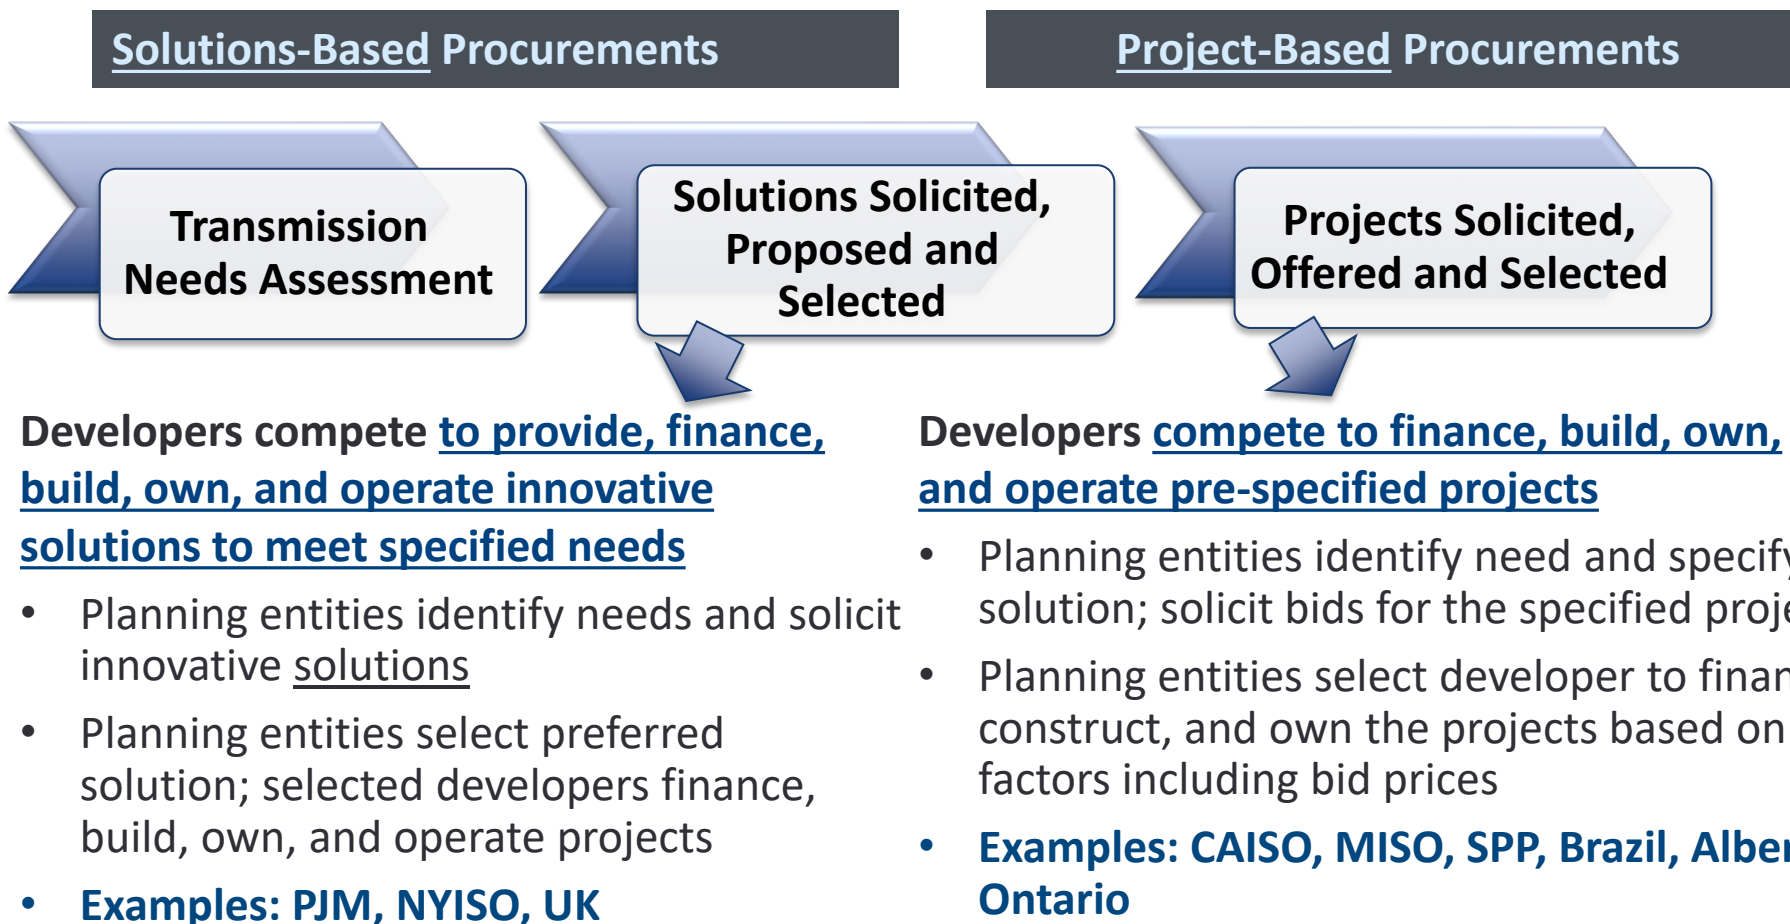 Solutions-Based Procurements
Project-Based Procurements
Transmission
Needs Assessment
Solutions Solicited,
Proposed and
Selected
Projects Solicited,
Offered and Selected
Developers compete to provide, finance,
build, own, and operate innovative
solutions to meet specified needs
• Planning entities identify needs and solicit
innovative solutions
• Planning entities select preferred
solution; selected developers finance,
build, own, and operate projects
• Examples: PJM, NYISO, UK
Developers compete to finance, build, own,
and operate pre-specified projects
• Planning entities identify need and specify
solution; solicit bids for the specified
• Planning entities select developer to
construct, and own the projects based on
factors including bid prices
• Examples: CAISO, MISO, SPP, Brazil,
Ontario